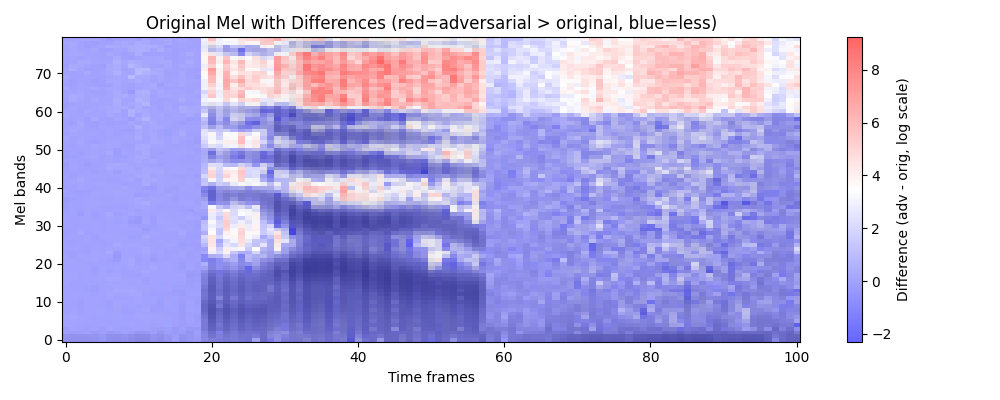 Original Mel with Differences (red=adversarial > original, blue=less)
Mel bands
70
60
50
40
30
20
10
0
0 20 40 60 80 100
Time frames
8
6
4
2
0
−2
Difference (adv - orig, log scale)